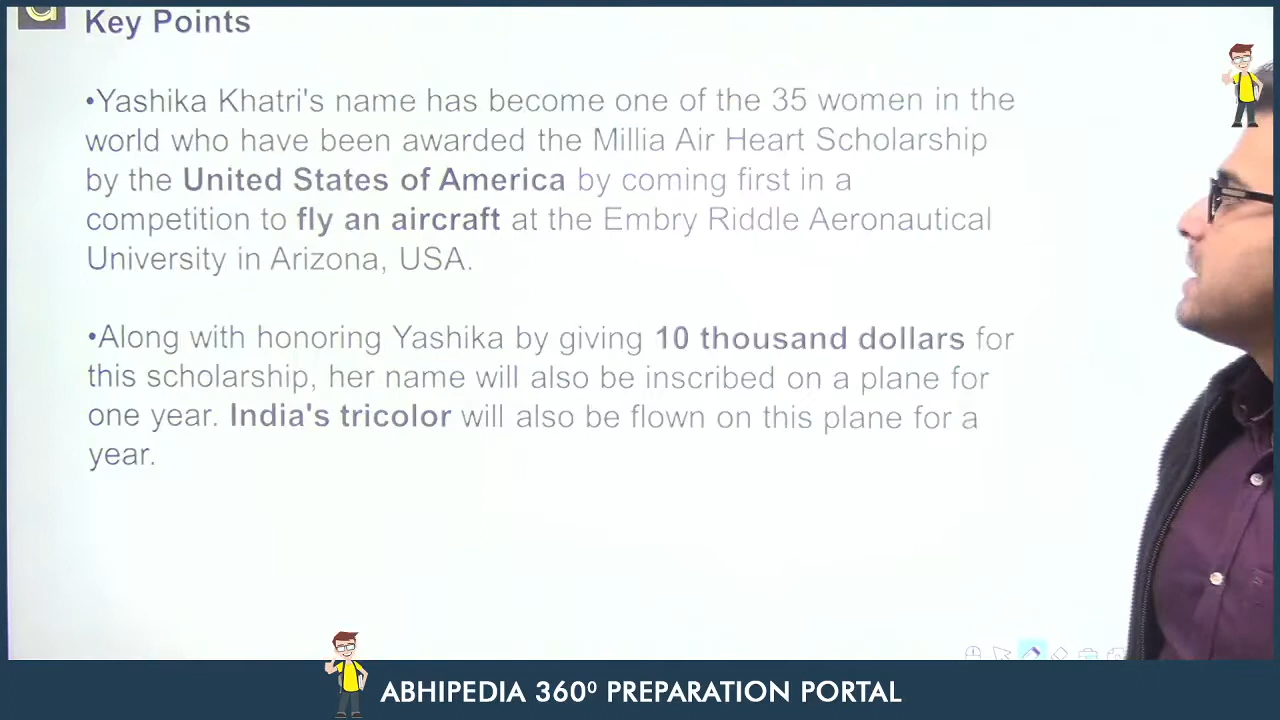 Key Points
•Yashika Khatri's name has become one of the 35 women in the
world who have been awarded the Millia Air Heart Scholarship
by the United States of America by coming first in a
competition to fly an aircraft at the Embry Riddle Aeronautical
University in Arizona, USA.
•Along with honoring Yashika by giving 10 thousand dollars for
this scholarship, her name will also be inscribed on a plane for
one year. India's tricolor will also be flown on this plane for a
year.
ABHIPEDIA 360⁰ PREPARATION PORTAL